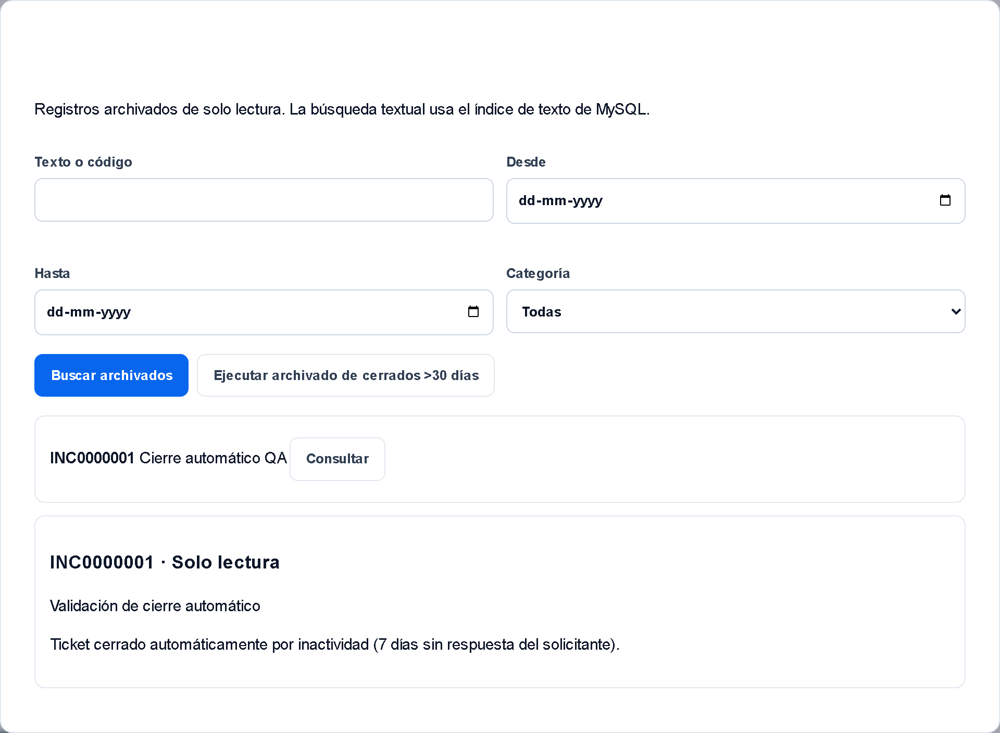 Registros archivados de solo lectura. La búsqueda textual usa el índice de texto de MySQL.
Texto o código
Desde
dd-mm-yyyy
Hasta
Categoría
dd-mm-yyyy
Todas
Buscar archivados
Ejecutar archivado de cerrados >30 días
INC0000001 Cierre automático QA
Consultar
INC0000001 · Solo lectura
Validación de cierre automático
Ticket cerrado automáticamente por inactividad (7 días sin respuesta del solicitante).